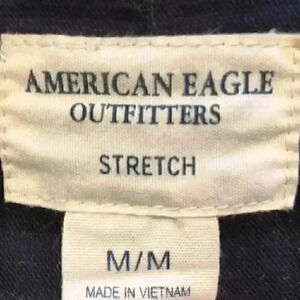 AMERICAN EAGLE
OUTFITTERS
STRETCH
M/M
MADE IN VIETNAM